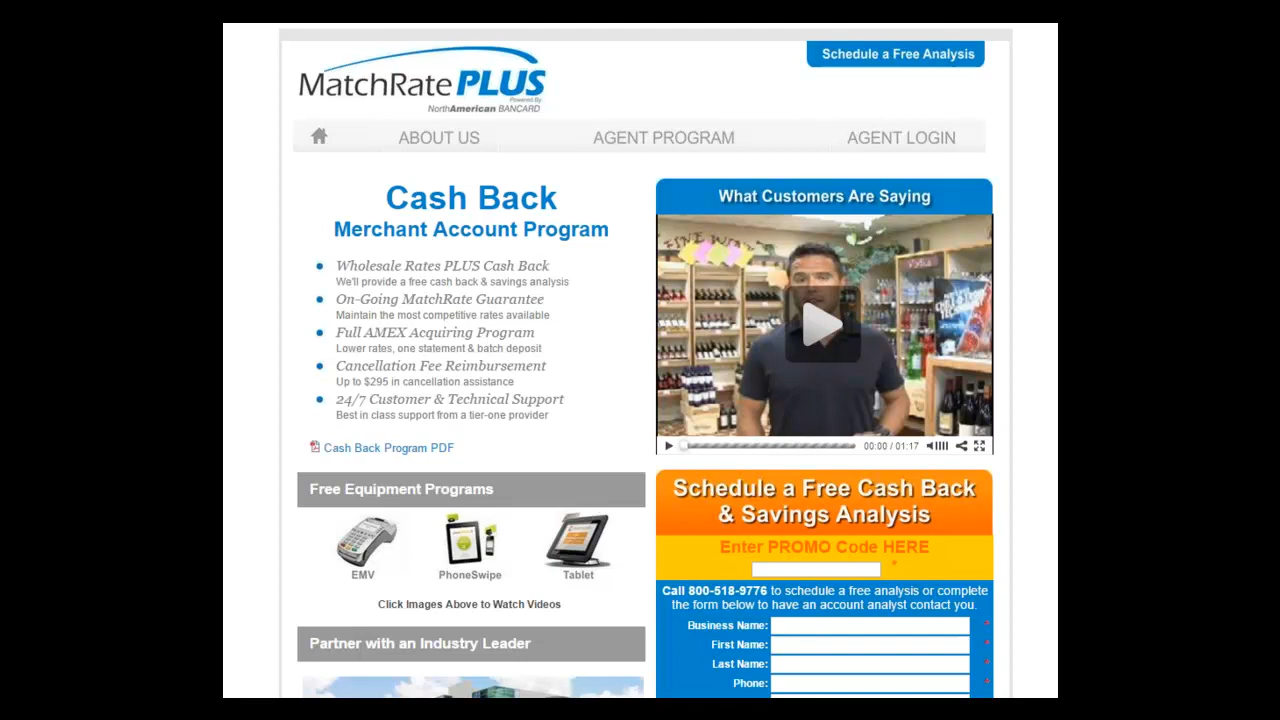 Schedule a Free Analysis
MatchRate PLUS
Powered By
NorthAmerican BANCARD
ABOUT US
AGENT PROGRAM
AGENT LOGIN
Cash Back
Merchant Account Program
Wholesale Rates PLUS Cash Back
We'll provide a free cash back & savings analysis
On-Going MatchRate Guarantee
Maintain the most competitive rates available
Full AMEX Acquiring Program
Lower rates, one statement & batch deposit
Cancellation Fee Reimbursement
Up to $295 in cancellation assistance
24/7 Customer & Technical Support
Best in class support from a tier-one provider
Cash Back Program PDF
What Customers Are Saying
FINE WINE
00:00 / 01:17
Free Equipment Programs
EMV
PhoneSwipe
Tablet
Click Images Above to Watch Videos
Partner with an Industry Leader
Schedule a Free Cash Back
& Savings Analysis
Enter PROMO Code HERE
*
Call 800-518-9776 to schedule a free analysis or complete
the form below to have an account analyst contact you.
Business Name: *
First Name: *
Last Name: *
Phone: *